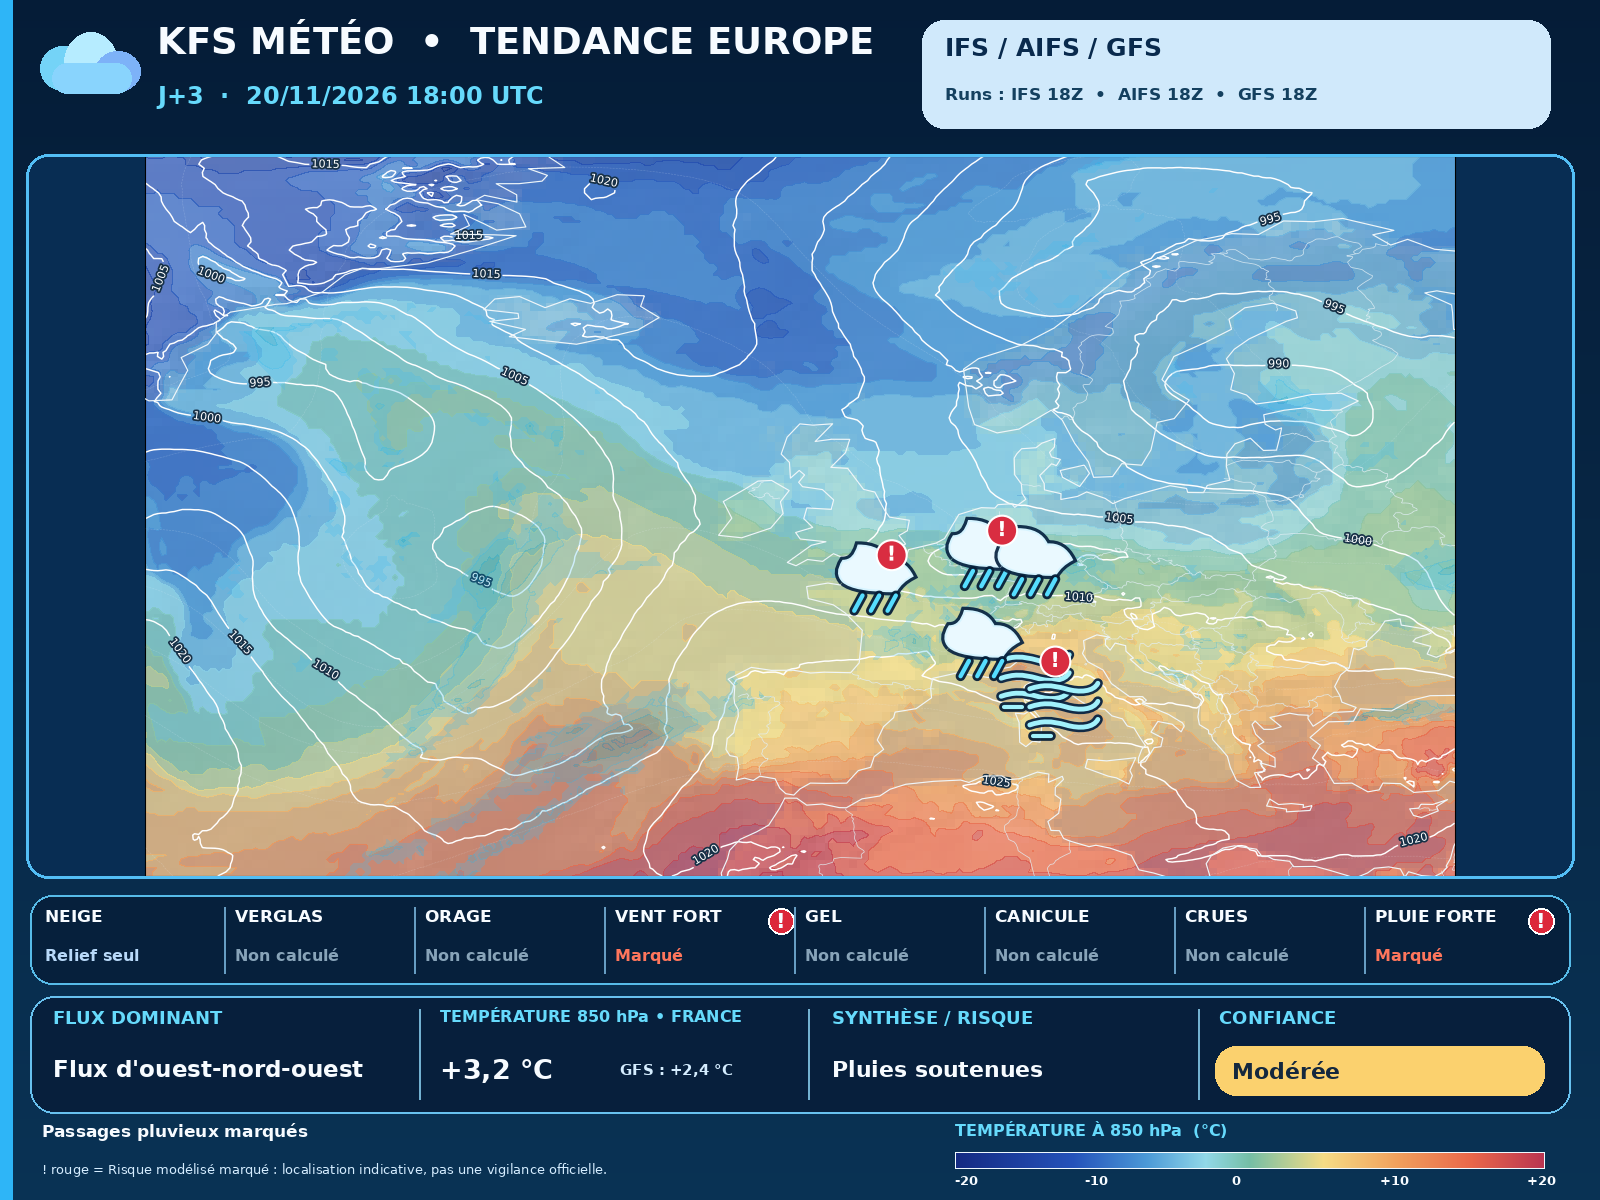 KFS MÉTÉO • TENDANCE EUROPE
J+3 · 20/11/2026 18:00 UTC
IFS / AIFS / GFS
Runs : IFS 18Z • AIFS 18Z • GFS 18Z
1015
1020
995
1015
1005
1000
1015
995
990
1005
995
1000
1005
1000
995
1010
1015
1020
1010
1025
1020
1020
!
!
!
NEIGE
Relief seul
VERGLAS
Non calculé
ORAGE
Non calculé
VENT FORT !
Marqué
GEL
Non calculé
CANICULE
Non calculé
CRUES
Non calculé
PLUIE FORTE !
Marqué
FLUX DOMINANT
Flux d'ouest-nord-ouest
TEMPÉRATURE 850 hPa • FRANCE
+3,2 °C GFS : +2,4 °C
SYNTHÈSE / RISQUE
Pluies soutenues
CONFIANCE
Modérée
Passages pluvieux marqués
! rouge = Risque modélisé marqué : localisation indicative, pas une vigilance officielle.
TEMPÉRATURE À 850 hPa (°C)
-20 -10 0 +10 +20